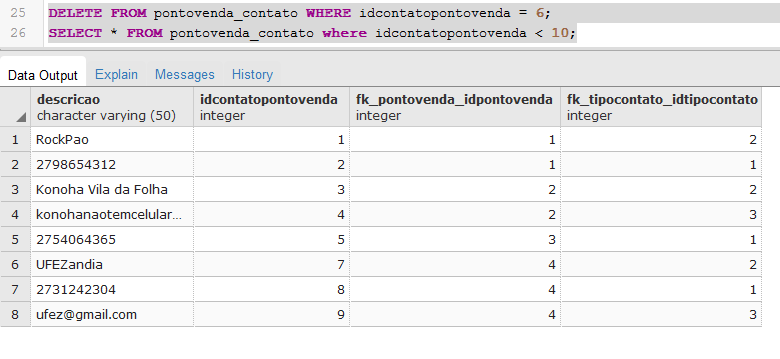 25 DELETE FROM pontovenda_contato WHERE idcontatopontovenda = 6;
26 SELECT * FROM pontovenda_contato where idcontatopontovenda < 10;
Data Output Explain Messages History
descricao idcontatopontovenda fk_pontovenda_idpontovenda fk_tipocontato_idtipocontato
character varying (50) integer integer integer
1 RockPao 1 1 2
2 2798654312 2 1 1
3 Konoha Vila da Folha 3 2 2
4 konohanaotemcelular... 4 2 3
5 2754064365 5 3 1
6 UFEZandia 7 4 2
7 2731242304 8 4 1
8 ufez@gmail.com 9 4 3